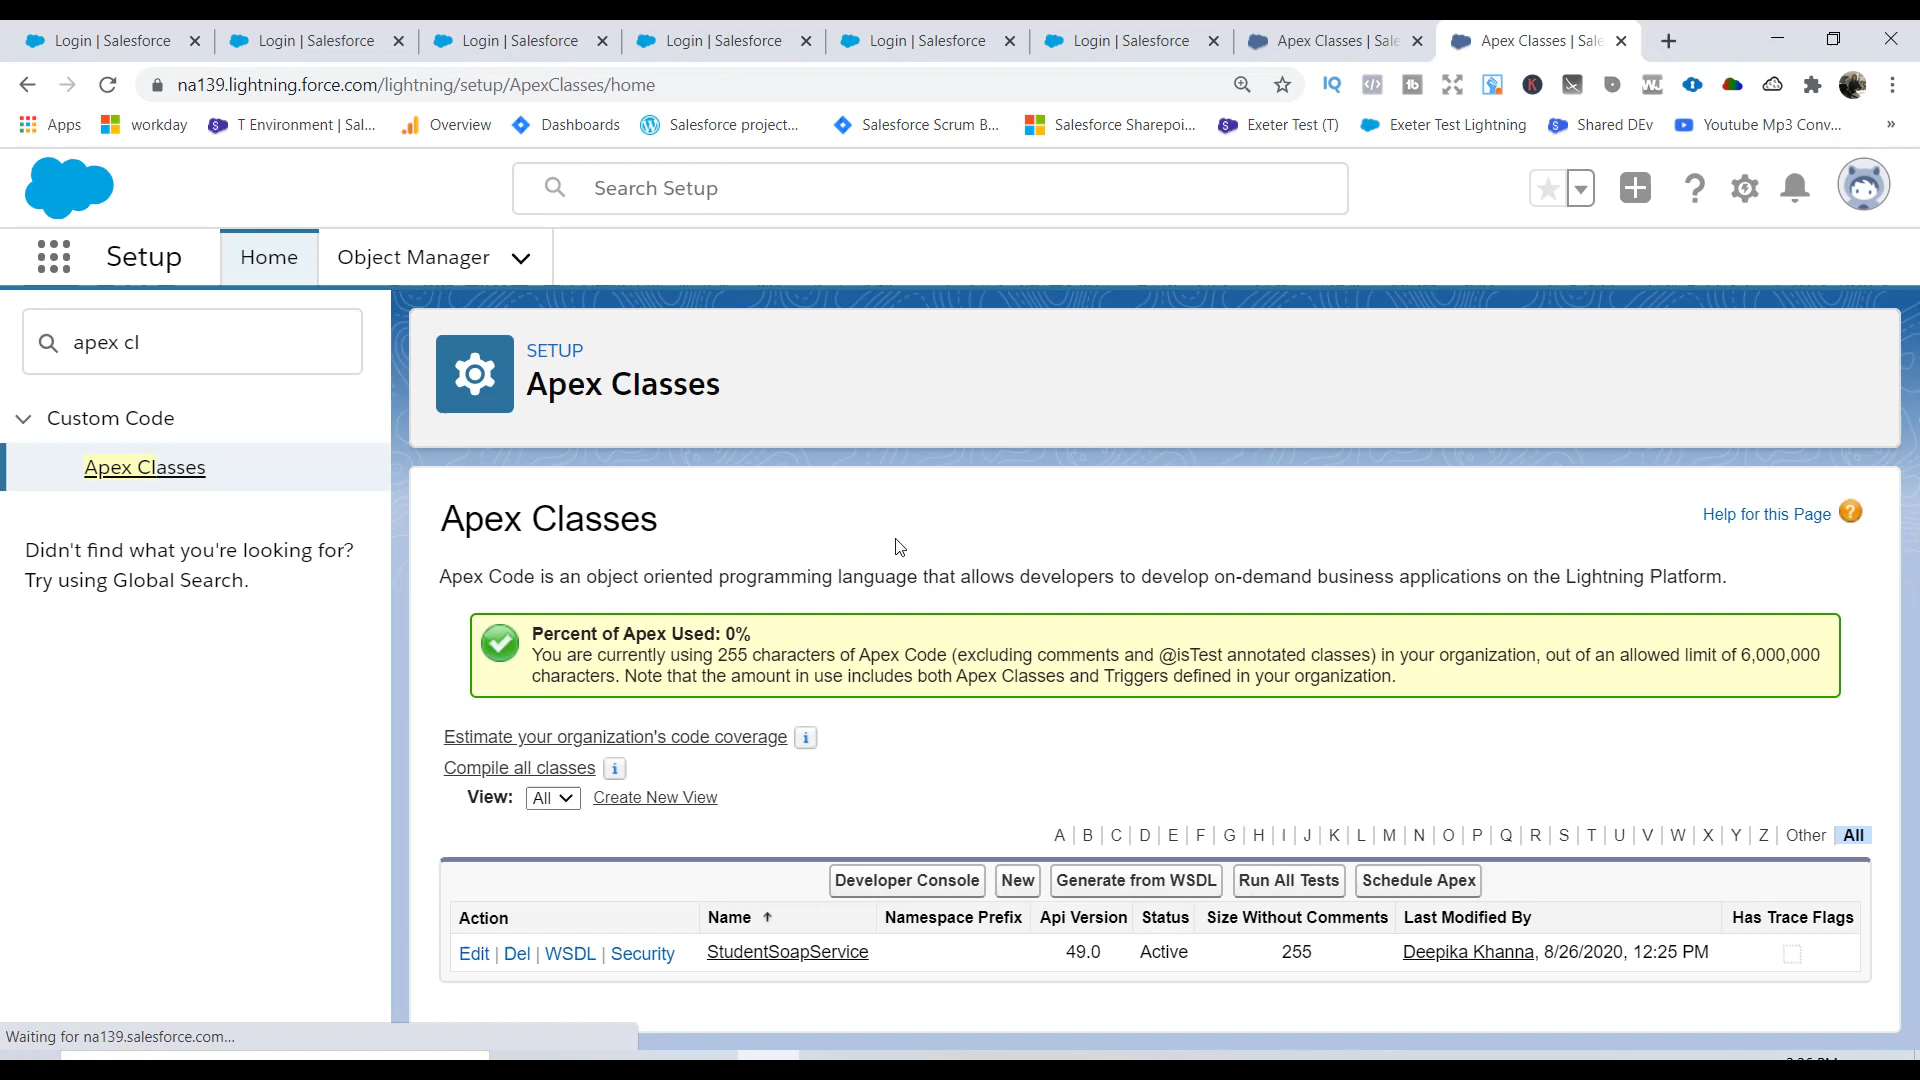 Login | Salesforce
Login | Salesforce
Login | Salesforce
Login | Salesforce
Login | Salesforce
Login | Salesforce
Apex Classes | Sale
Apex Classes | Sale
na139.lightning.force.com/lightning/setup/ApexClasses/home
IQ
tb
K
Apps
workday
T Environment | Sal...
Overview
Dashboards
Salesforce project...
Salesforce Scrum B...
Salesforce Sharepoi...
Exeter Test (T)
Exeter Test Lightning
Shared DEv
Youtube Mp3 Conv...
»
Search Setup
Setup
Home
Object Manager
apex cl
Custom Code
Apex Classes
Didn't find what you're looking for?
Try using Global Search.
SETUP
Apex Classes
Apex Classes
Help for this Page
Apex Code is an object oriented programming language that allows developers to develop on-demand business applications on the Lightning Platform.
Percent of Apex Used: 0%
You are currently using 255 characters of Apex Code (excluding comments and @isTest annotated classes) in your organization, out of an allowed limit of 6,000,000
characters. Note that the amount in use includes both Apex Classes and Triggers defined in your organization.
Estimate your organization's code coverage i
Compile all classes i
View: All Create New View
A | B | C | D | E | F | G | H | I | J | K | L | M | N | O | P | Q | R | S | T | U | V | W | X | Y | Z | Other | All
Developer Console New Generate from WSDL Run All Tests Schedule Apex
Action Name Namespace Prefix Api Version Status Size Without Comments Last Modified By Has Trace Flags
Edit | Del | WSDL | Security StudentSoapService 49.0 Active 255 Deepika Khanna, 8/26/2020, 12:25 PM
Waiting for na139.salesforce.com...